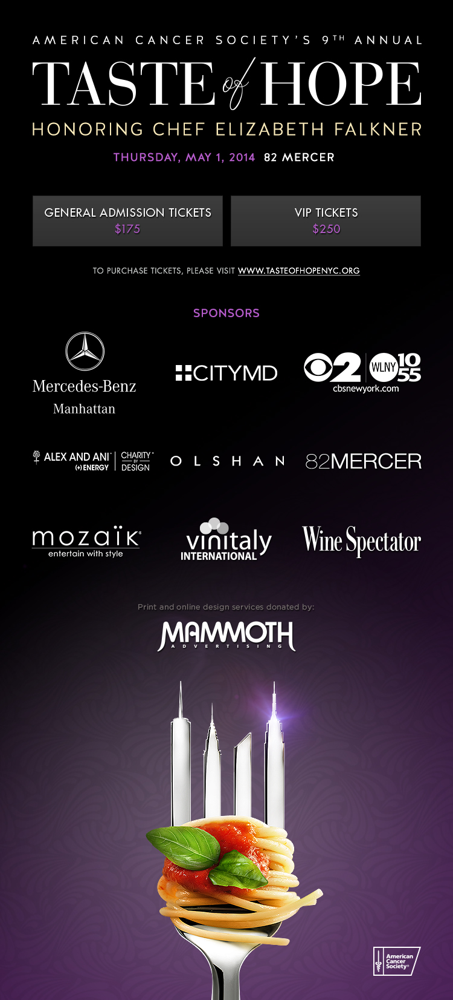 AMERICAN CANCER SOCIETY'S 9TH ANNUAL
TASTE of HOPE
HONORING CHEF ELIZABETH FALKNER
THURSDAY, MAY 1, 2014 82 MERCER
GENERAL ADMISSION TICKETS
$175
VIP TICKETS
$250
TO PURCHASE TICKETS, PLEASE VISIT WWW.TASTEOFHOPENYC.ORG
SPONSORS
Mercedes-Benz
Manhattan
CITYMD
2 WLNY 10 55
cbsnewyork.com
ALEX AND ANI
(+) ENERGY
CHARITY
BY
DESIGN
OLSHAN
82MERCER
mozaïk®
entertain with style
vinitaly
INTERNATIONAL
Wine Spectator
Print and online design services donated by:
MAMMOTH
ADVERTISING
American
Cancer
Society®